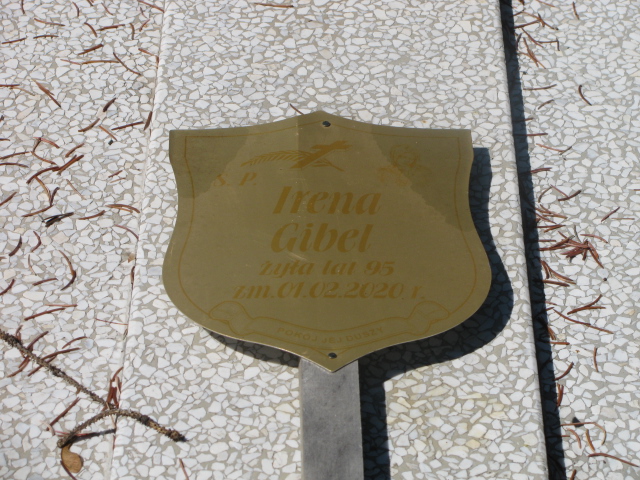 Ś. P.
Irena
Gibel
żyła lat 95
zm.01.02.2020 r.